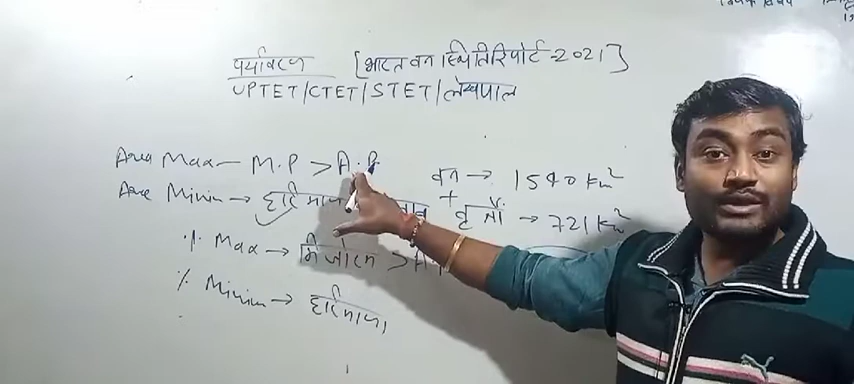 पर्यावरण [भारत वन स्थिति रिपोर्ट-2021]
UPTET/CTET/STET/लेखपाल
Area Max- M.P > A.P
वन → 1540 Km²
+
Area Minim → हरियाणा
वृक्षों → 721 Km²
% Max → मिजोरम > A
% Minim → हरियाणा